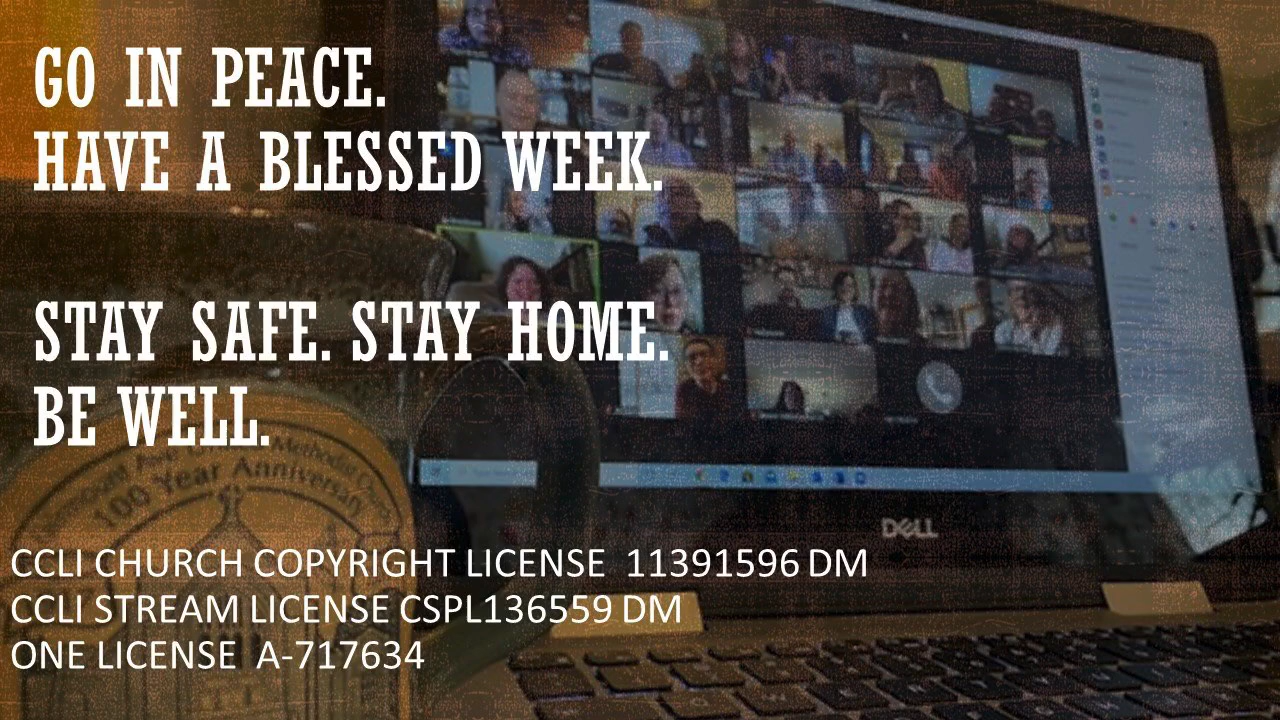 GO IN PEACE.
HAVE A BLESSED WEEK.
STAY SAFE. STAY HOME.
BE WELL.
Methodist
100 Year Anniversary
DELL
CCLI CHURCH COPYRIGHT LICENSE 11391596 DM
CCLI STREAM LICENSE CSPL136559 DM
ONE LICENSE A-717634